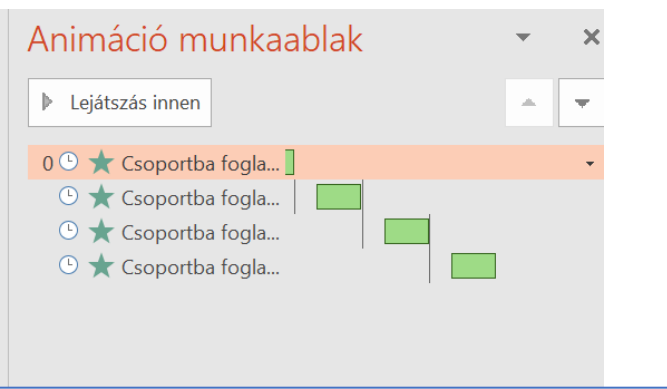 Animáció munkaablak
Lejátszás innen
0 Csoportba fogla...
Csoportba fogla...
Csoportba fogla...
Csoportba fogla...